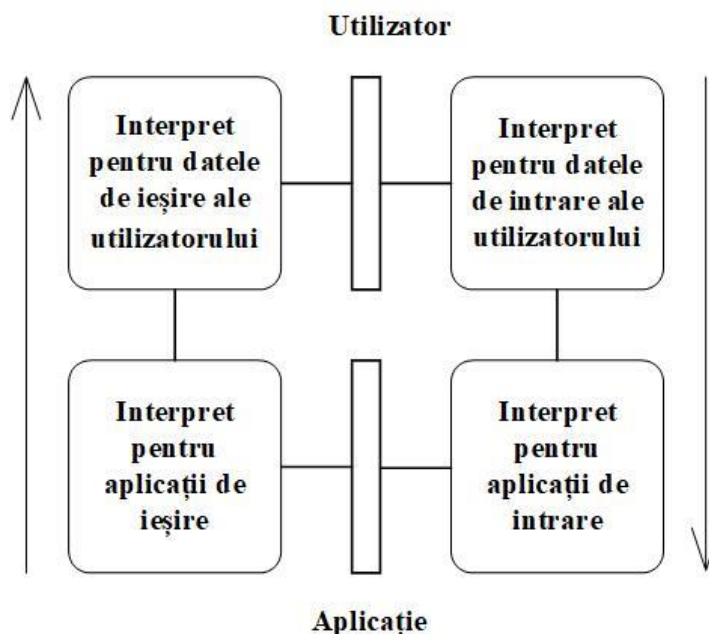 Utilizator
Interpret
pentru datele
de ieșire ale
utilizatorului
Interpret
pentru datele
de intrare ale
utilizatorului
Interpret
pentru
aplicații de
ieșire
Interpret
pentru
aplicații de
intrare
Aplicație